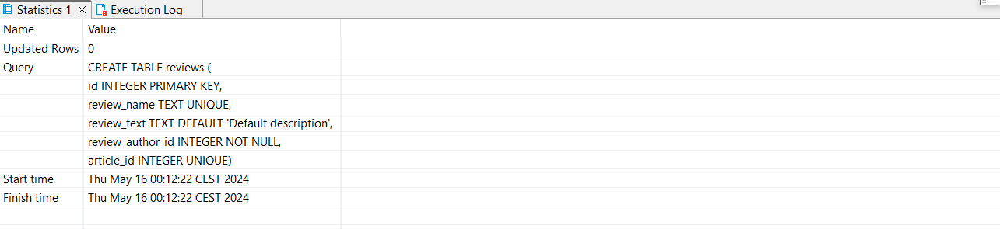 Statistics 1 Execution Log
Name Value
Updated Rows 0
Query CREATE TABLE reviews (
id INTEGER PRIMARY KEY,
review_name TEXT UNIQUE,
review_text TEXT DEFAULT 'Default description',
review_author_id INTEGER NOT NULL,
article_id INTEGER UNIQUE)
Start time Thu May 16 00:12:22 CEST 2024
Finish time Thu May 16 00:12:22 CEST 2024